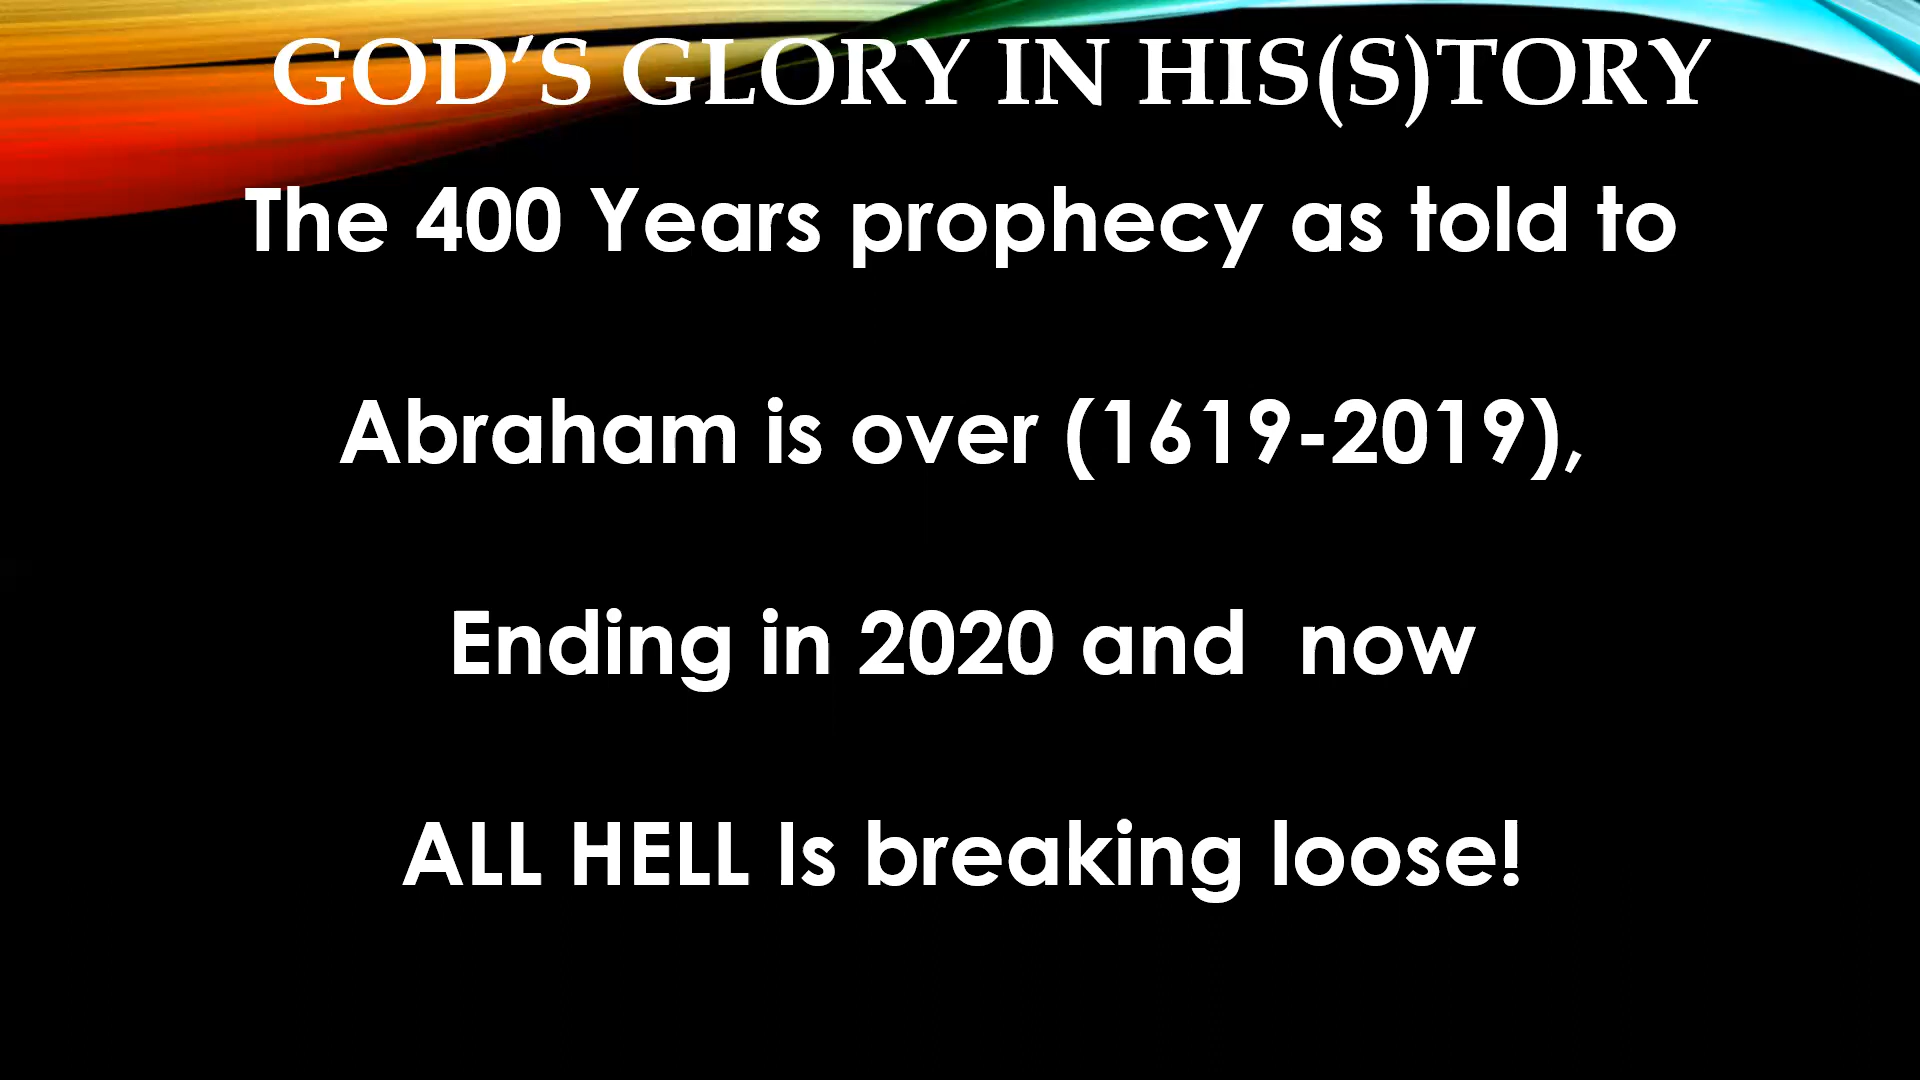 GOD’S GLORY IN HIS(S)TORY
The 400 Years prophecy as told to
Abraham is over (1619-2019),
Ending in 2020 and  now
ALL HELL Is breaking loose!